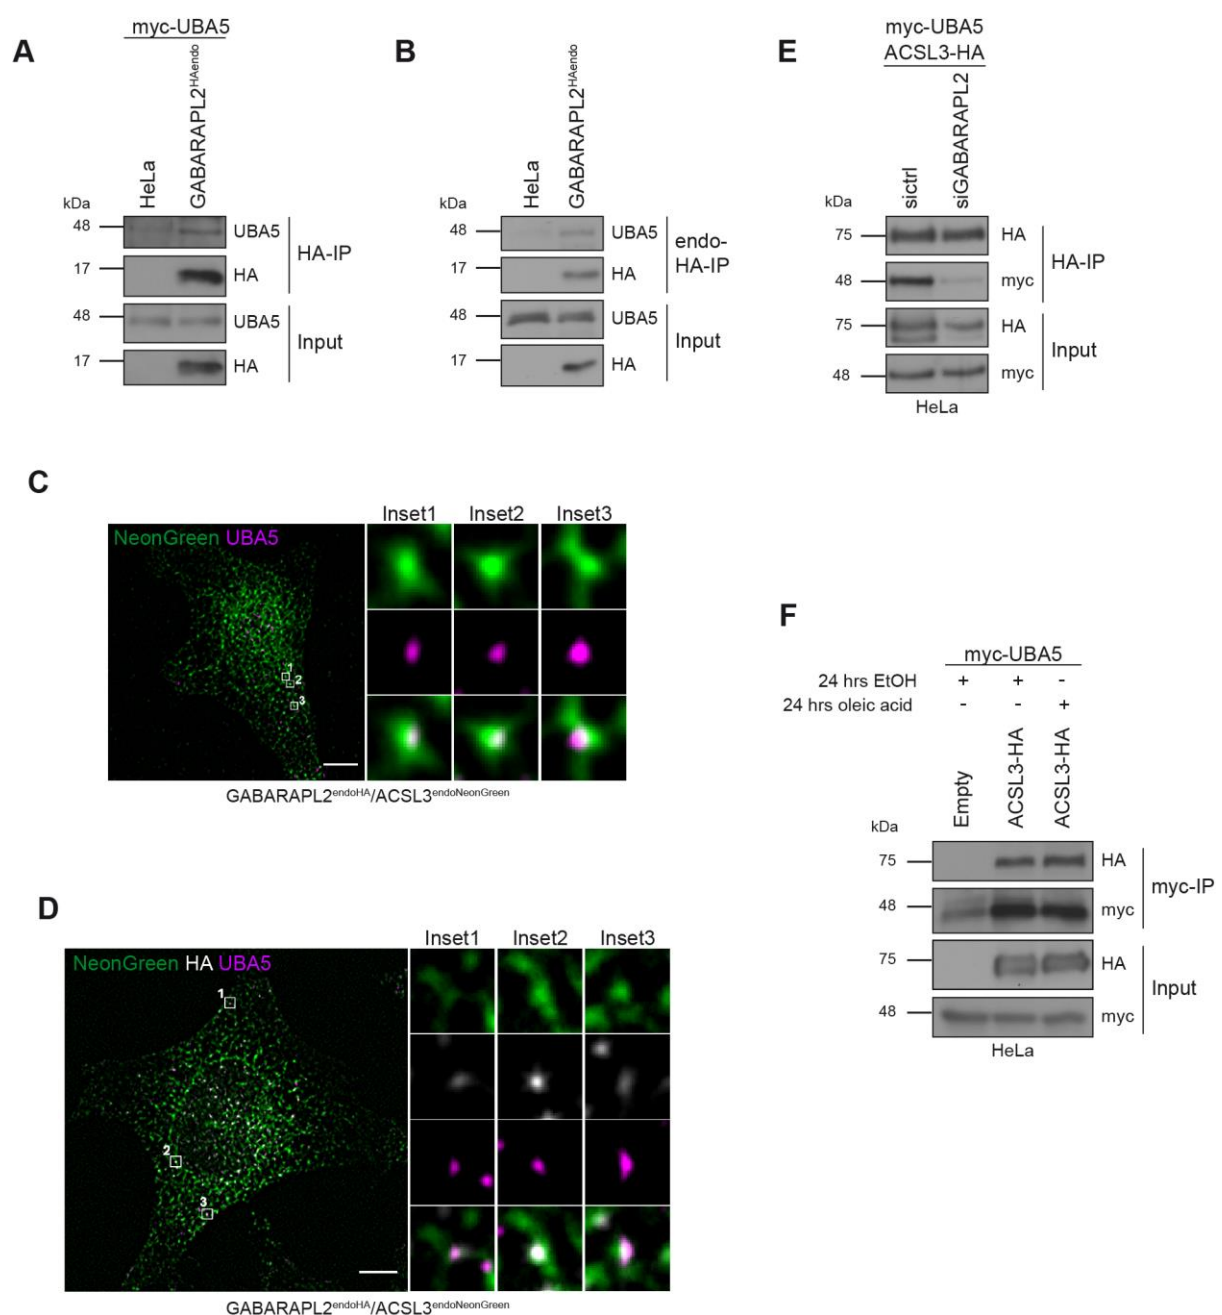 A
myc-UBA5
HeLa
GABARAPL2HAendo
kDa
48
UBA5
17
HA
HA-IP
48
UBA5
17
HA
Input
B
HeLa
GABARAPL2HAendo
kDa
48
UBA5
17
HA
endo-
HA-IP
48
UBA5
17
HA
Input
E
myc-UBA5
ACSL3-HA
sictrl
siGABARAPL2
kDa
75
HA
48
myc
HA-IP
75
HA
48
myc
Input
HeLa
C
NeonGreen UBA5
Inset1 Inset2 Inset3
1
2
3
GABARAPL2endoHA/ACSL3endoNeonGreen
D
NeonGreen HA UBA5
Inset1 Inset2 Inset3
1
2
3
GABARAPL2endoHA/ACSL3endoNeonGreen
F
myc-UBA5
24 hrs EtOH + + -
24 hrs oleic acid - - +
Empty
ACSL3-HA
ACSL3-HA
kDa
75
HA
48
myc
myc-IP
75
HA
48
myc
Input
HeLa